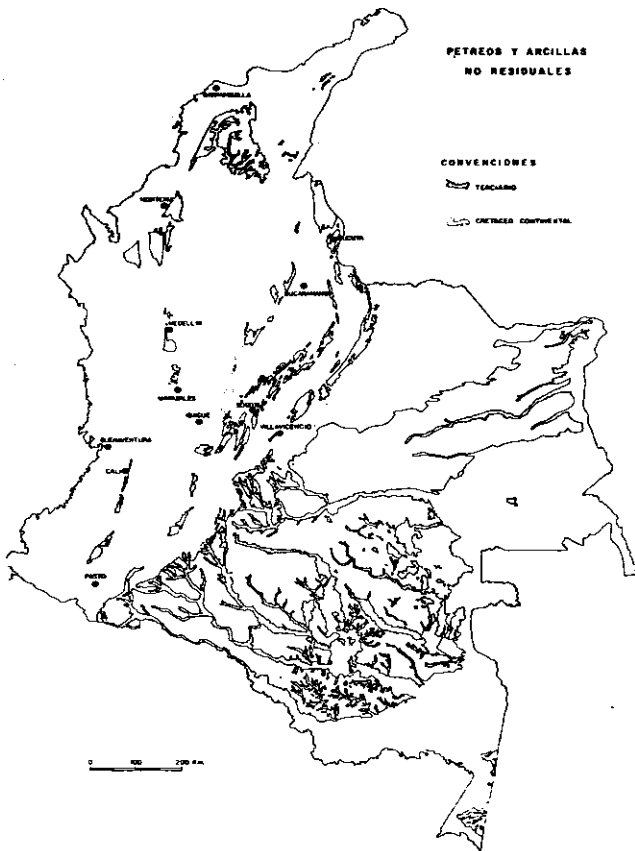 PETREOS Y ARCILLAS
NO RESIDUALES
BARRANQUILLA
CONVENCIONES
TERCIARIO
MONTERIA
CRETACEO CONTINENTAL
CUCUTA
BUCARAMANGA
MEDELLIN
MANIZALES
BOGOTA
IBAGUE
VILLAVICENCIO
BUENAVENTURA
CALI
PASTO
0 100 200 Km.